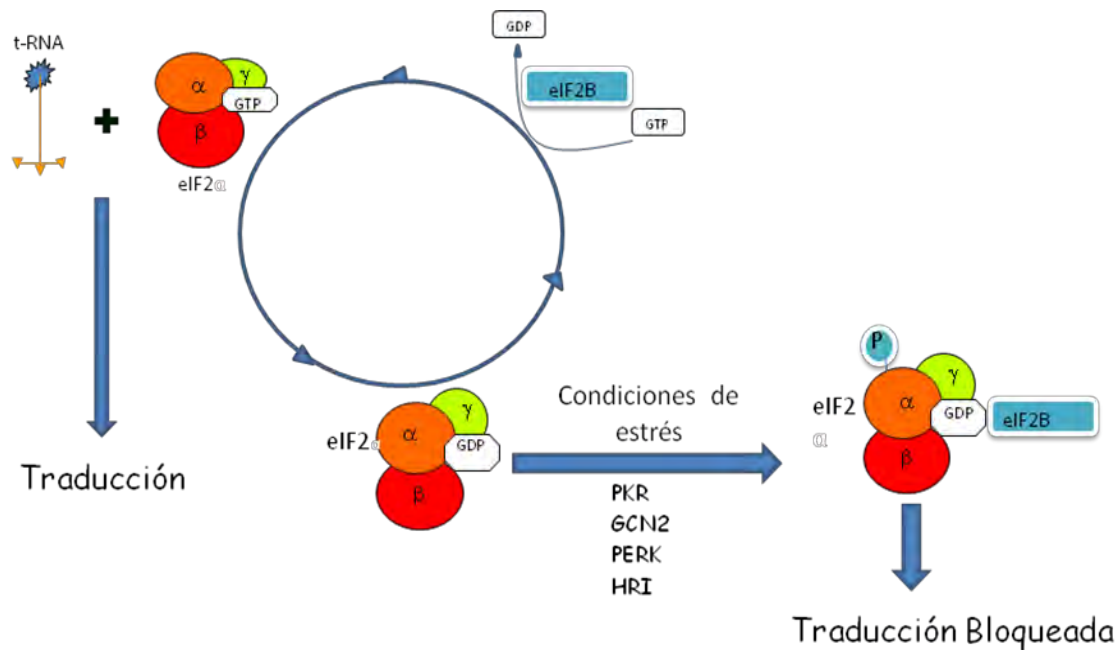 t-RNA
+
α
γ
GTP
β
eIF2α
GDP
eIF2B
GTP
Traducción
eIF2α
α
γ
GDP
β
Condiciones de
estrés
PKR
GCN2
PERK
HRI
P
eIF2
α
α
γ
GDP
β
eIF2B
Traducción Bloqueada